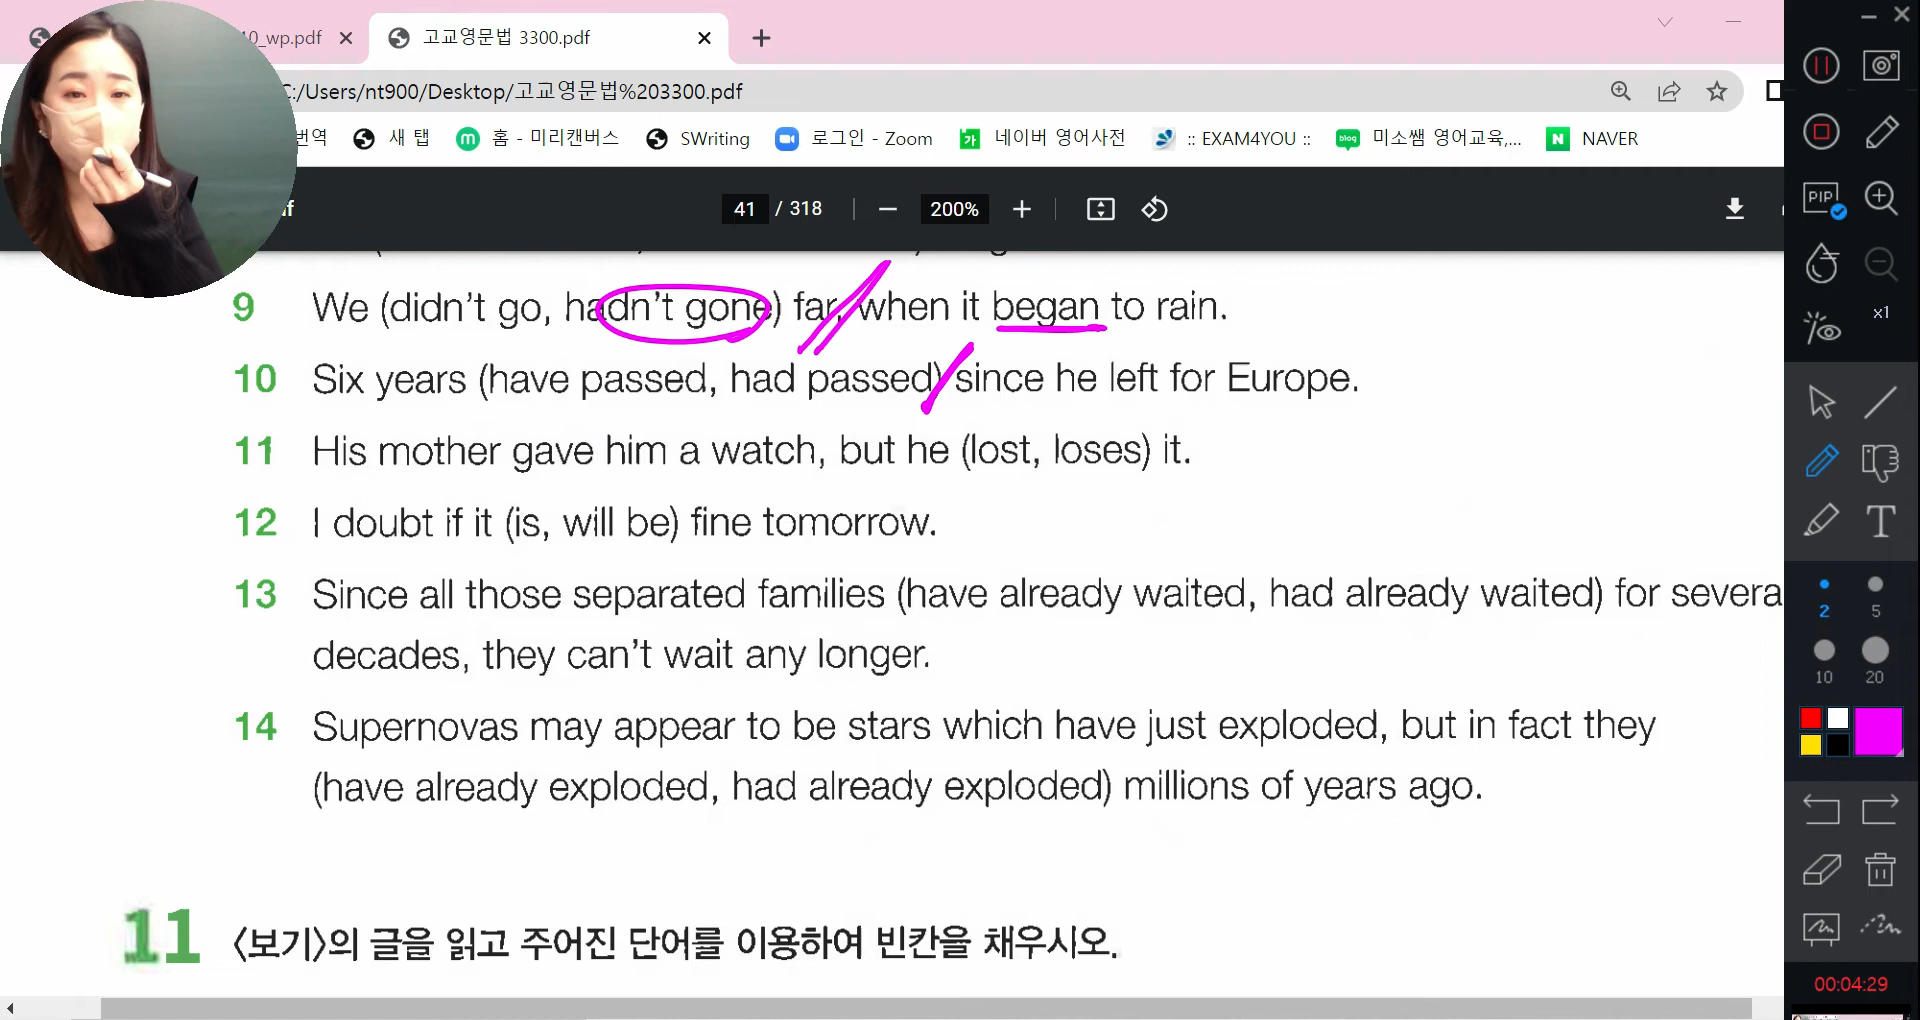 10_wp.pdf
고교영문법 3300.pdf
C:/Users/nt900/Desktop/고교영문법%203300.pdf
번역
새 탭
m 홈 - 미리캔버스
SWriting
로그인 - Zoom
가 네이버 영어사전
:: EXAM4YOU ::
blog 미소쌤 영어교육,...
N NAVER
41 / 318
200%
PIP
x1
9 We (didn't go, hadn't gone) far, when it began to rain.
10 Six years (have passed, had passed) since he left for Europe.
11 His mother gave him a watch, but he (lost, loses) it.
12 I doubt if it (is, will be) fine tomorrow.
13 Since all those separated families (have already waited, had already waited) for severa
decades, they can't wait any longer.
14 Supernovas may appear to be stars which have just exploded, but in fact they
(have already exploded, had already exploded) millions of years ago.
11 〈보기〉의 글을 읽고 주어진 단어를 이용하여 빈칸을 채우시오.
T
2 5
10 20
00:04:29